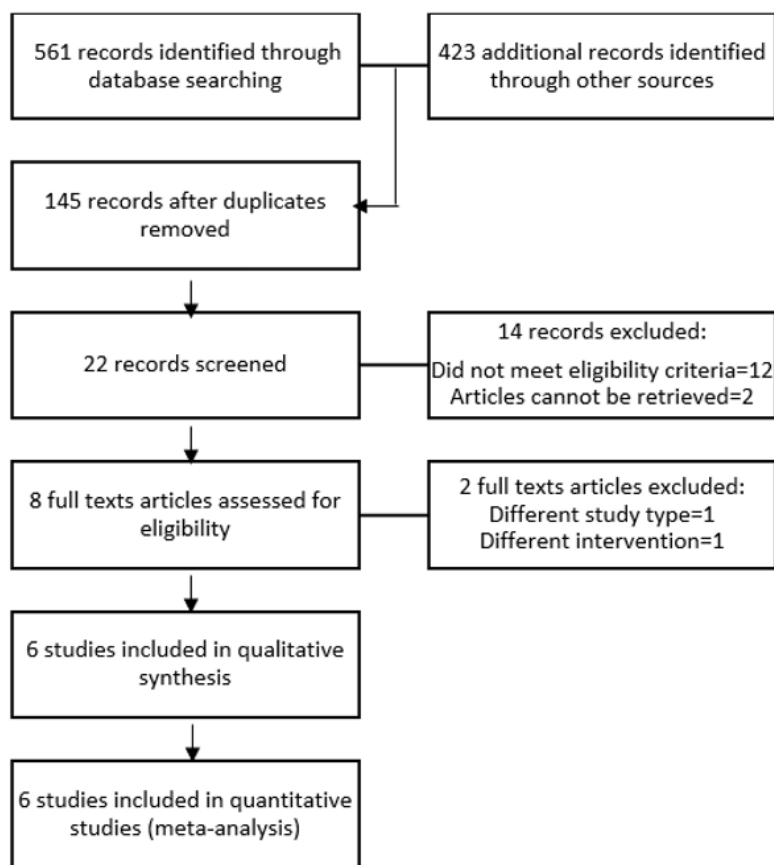 561 records identified through
database searching
423 additional records identified
through other sources
145 records after duplicates
removed
22 records screened
14 records excluded:
Did not meet eligibility criteria=12
Articles cannot be retrieved=2
8 full texts articles assessed for
eligibility
2 full texts articles excluded:
Different study type=1
Different intervention=1
6 studies included in qualitative
synthesis
6 studies included in quantitative
studies (meta-analysis)